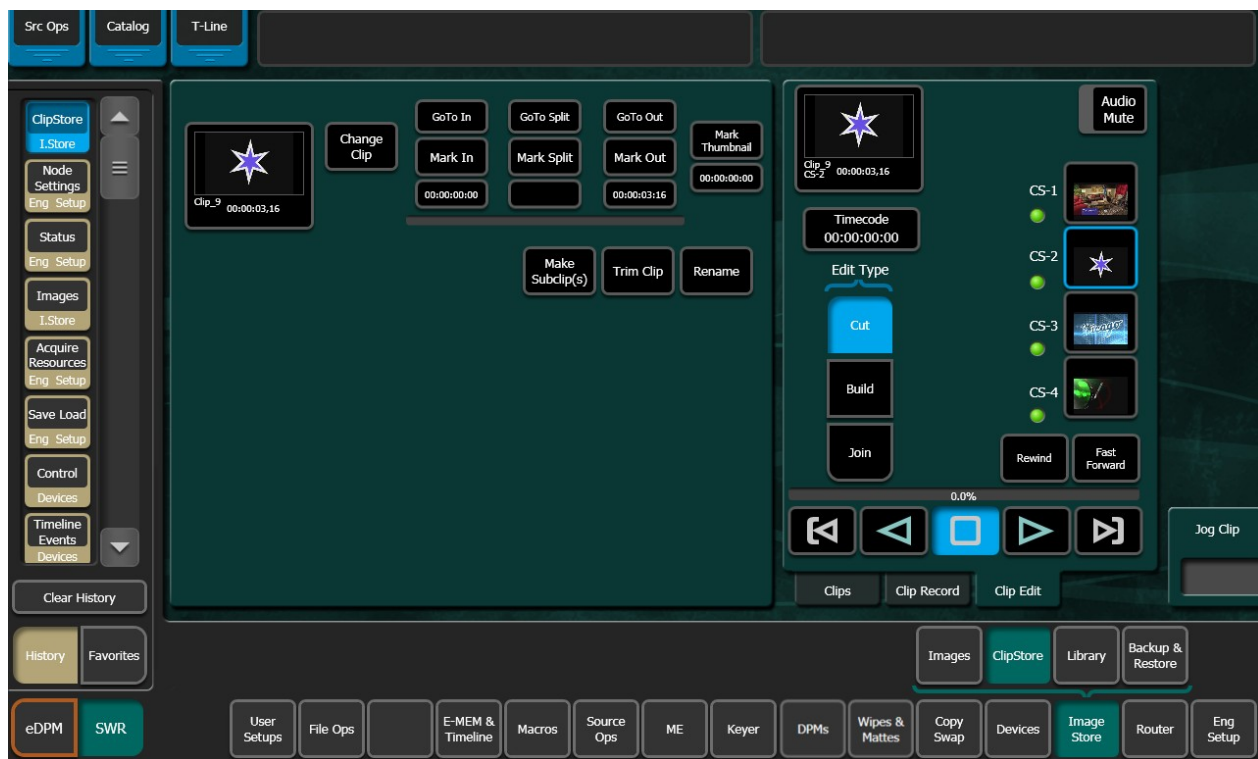 Src Ops
Catalog
T-Line
ClipStore
I.Store
Node
Settings
Eng Setup
Status
Eng Setup
Images
I.Store
Acquire
Resources
Eng Setup
Save Load
Eng Setup
Control
Devices
Timeline
Events
Devices
Clear History
History
Favorites
eDPM
SWR
Clip_9 00:00:03,16
Change
Clip
GoTo In
GoTo Split
GoTo Out
Mark In
Mark Split
Mark Out
Mark
Thumbnail
00:00:00:00
00:00:03:16
00:00:00:00
Make
Subclip(s)
Trim Clip
Rename
Clip_9
CS-2 00:00:03,16
Audio
Mute
Timecode
00:00:00:00
Edit Type
Cut
Build
Join
CS-1
CS-2
CS-3
CS-4
Rewind
Fast
Forward
0.0%
Clips
Clip Record
Clip Edit
Jog Clip
Images
ClipStore
Library
Backup &
Restore
User
Setups
File Ops
E-MEM &
Timeline
Macros
Source
Ops
ME
Keyer
DPMs
Wipes &
Mattes
Copy
Swap
Devices
Image
Store
Router
Eng
Setup